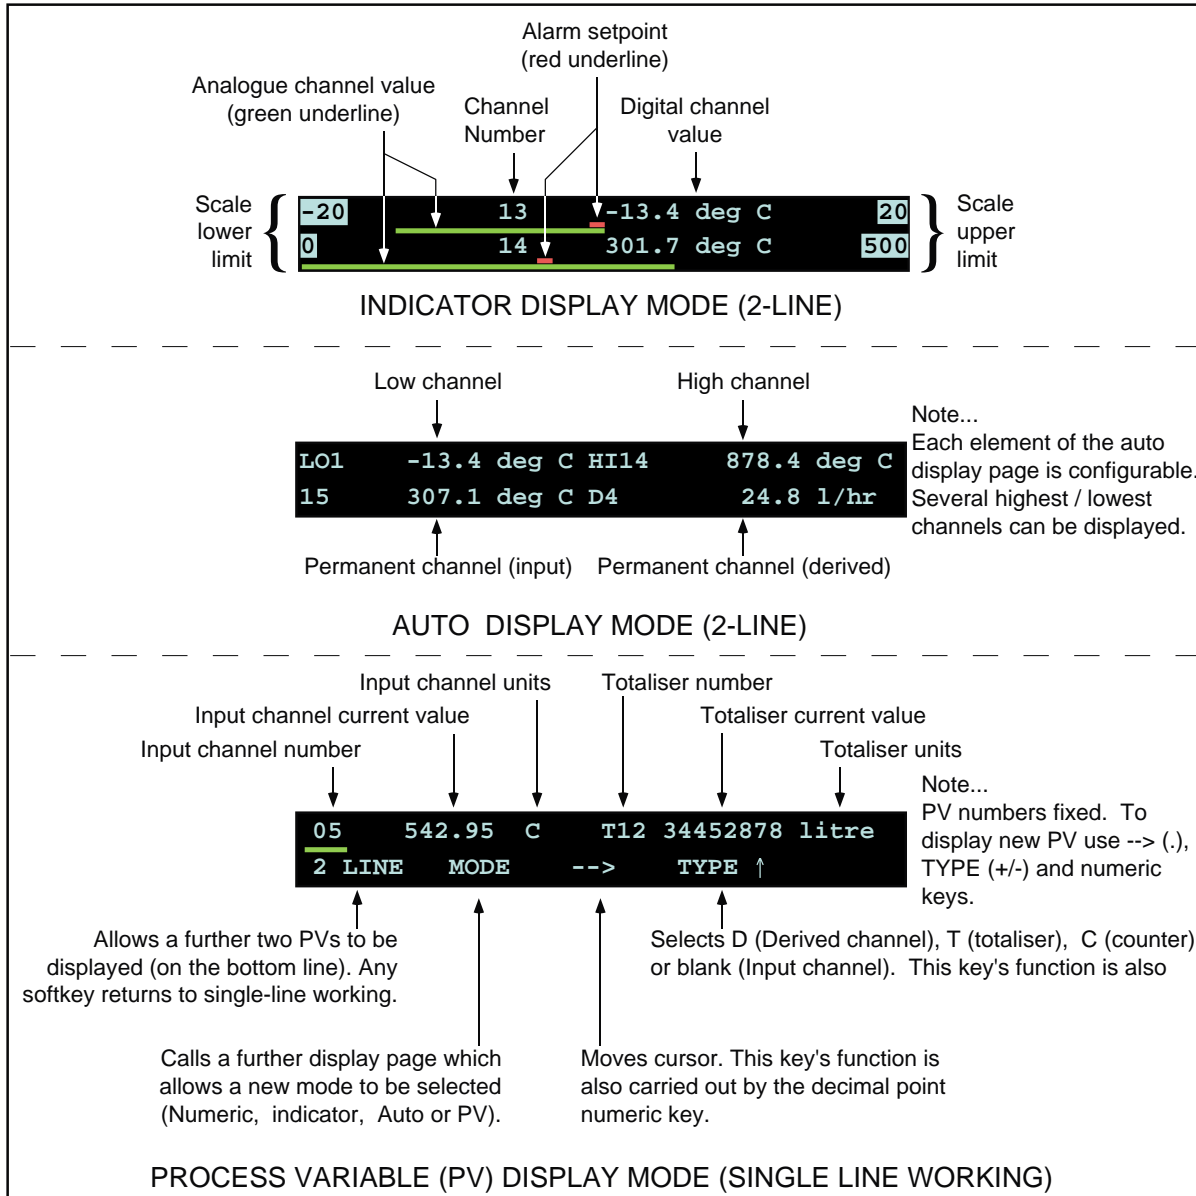 Alarm setpoint
(red underline)
Analogue channel value
(green underline)
Channel
Number
Digital channel
value
Scale
lower
limit
-20 13 -13.4 deg C 20
0 14 301.7 deg C 500
Scale
upper
limit
INDICATOR DISPLAY MODE (2-LINE)
Low channel
High channel
LO1 -13.4 deg C HI14 878.4 deg C
15 307.1 deg C D4 24.8 l/hr
Note...
Each element of the auto
display page is configurable.
Several highest / lowest
channels can be displayed.
Permanent channel (input)
Permanent channel (derived)
AUTO DISPLAY MODE (2-LINE)
Input channel units
Totaliser number
Input channel current value
Totaliser current value
Input channel number
Totaliser units
05 542.95 C T12 34452878 litre
2 LINE MODE --> TYPE ↑
Note...
PV numbers fixed. To
display new PV use --> (.),
TYPE (+/-) and numeric
keys.
Allows a further two PVs to be
displayed (on the bottom line). Any
softkey returns to single-line working.
Selects D (Derived channel), T (totaliser), C (counter)
or blank (Input channel). This key's function is also
Calls a further display page which
allows a new mode to be selected
(Numeric, indicator, Auto or PV).
Moves cursor. This key's function is
also carried out by the decimal point
numeric key.
PROCESS VARIABLE (PV) DISPLAY MODE (SINGLE LINE WORKING)